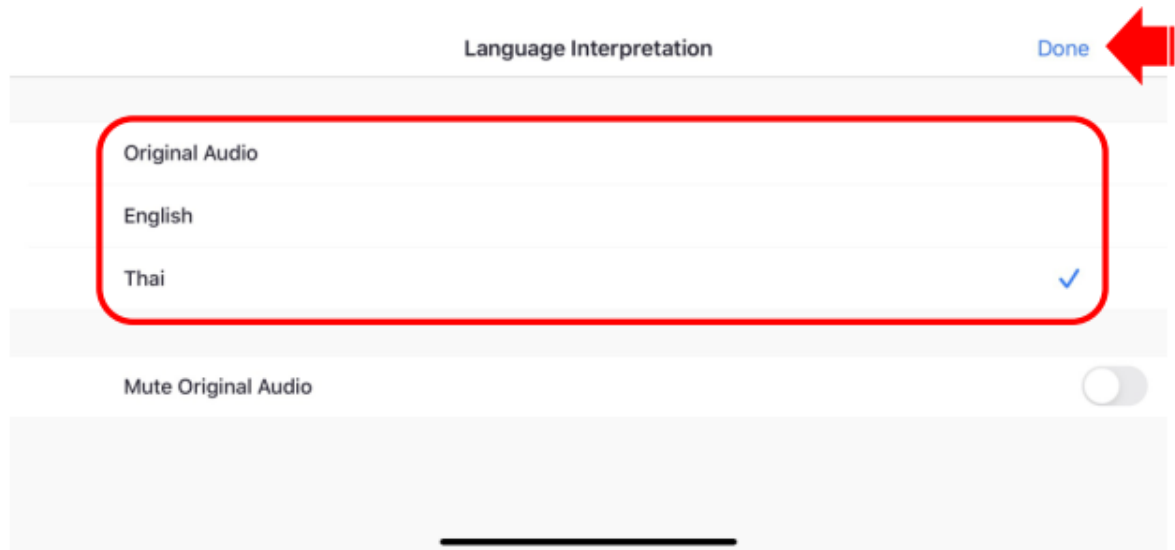 Language Interpretation Done
Original Audio
English
Thai
Mute Original Audio